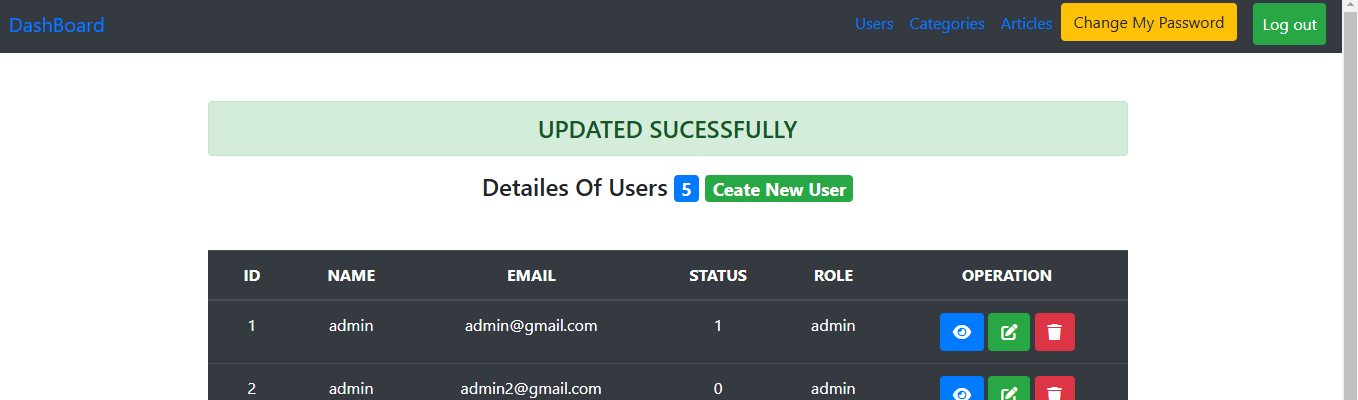 DashBoard Users Categories Articles Change My Password Log out
UPDATED SUCESSFULLY
Detailes Of Users 5 Ceate New User
ID NAME EMAIL STATUS ROLE OPERATION
1 admin admin@gmail.com 1 admin
2 admin admin2@gmail.com 0 admin